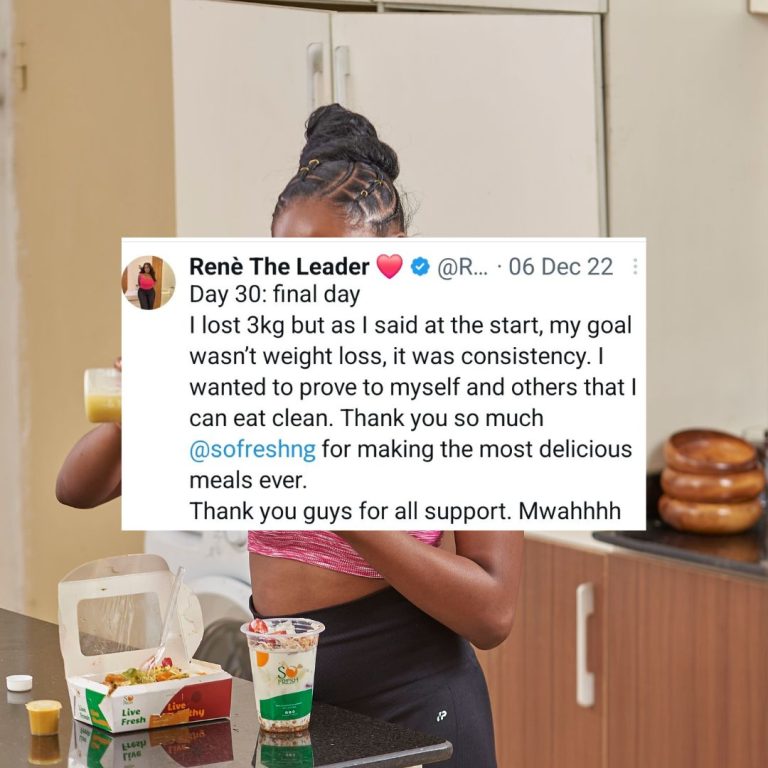 Renè The Leader ❤️ @R... · 06 Dec 22
Day 30: final day
I lost 3kg but as I said at the start, my goal
wasn't weight loss, it was consistency. I
wanted to prove to myself and others that I
can eat clean. Thank you so much
@sofreshng for making the most delicious
meals ever.
Thank you guys for all support. Mwahhhh
Live
Fresh
Live
SO
FRESH